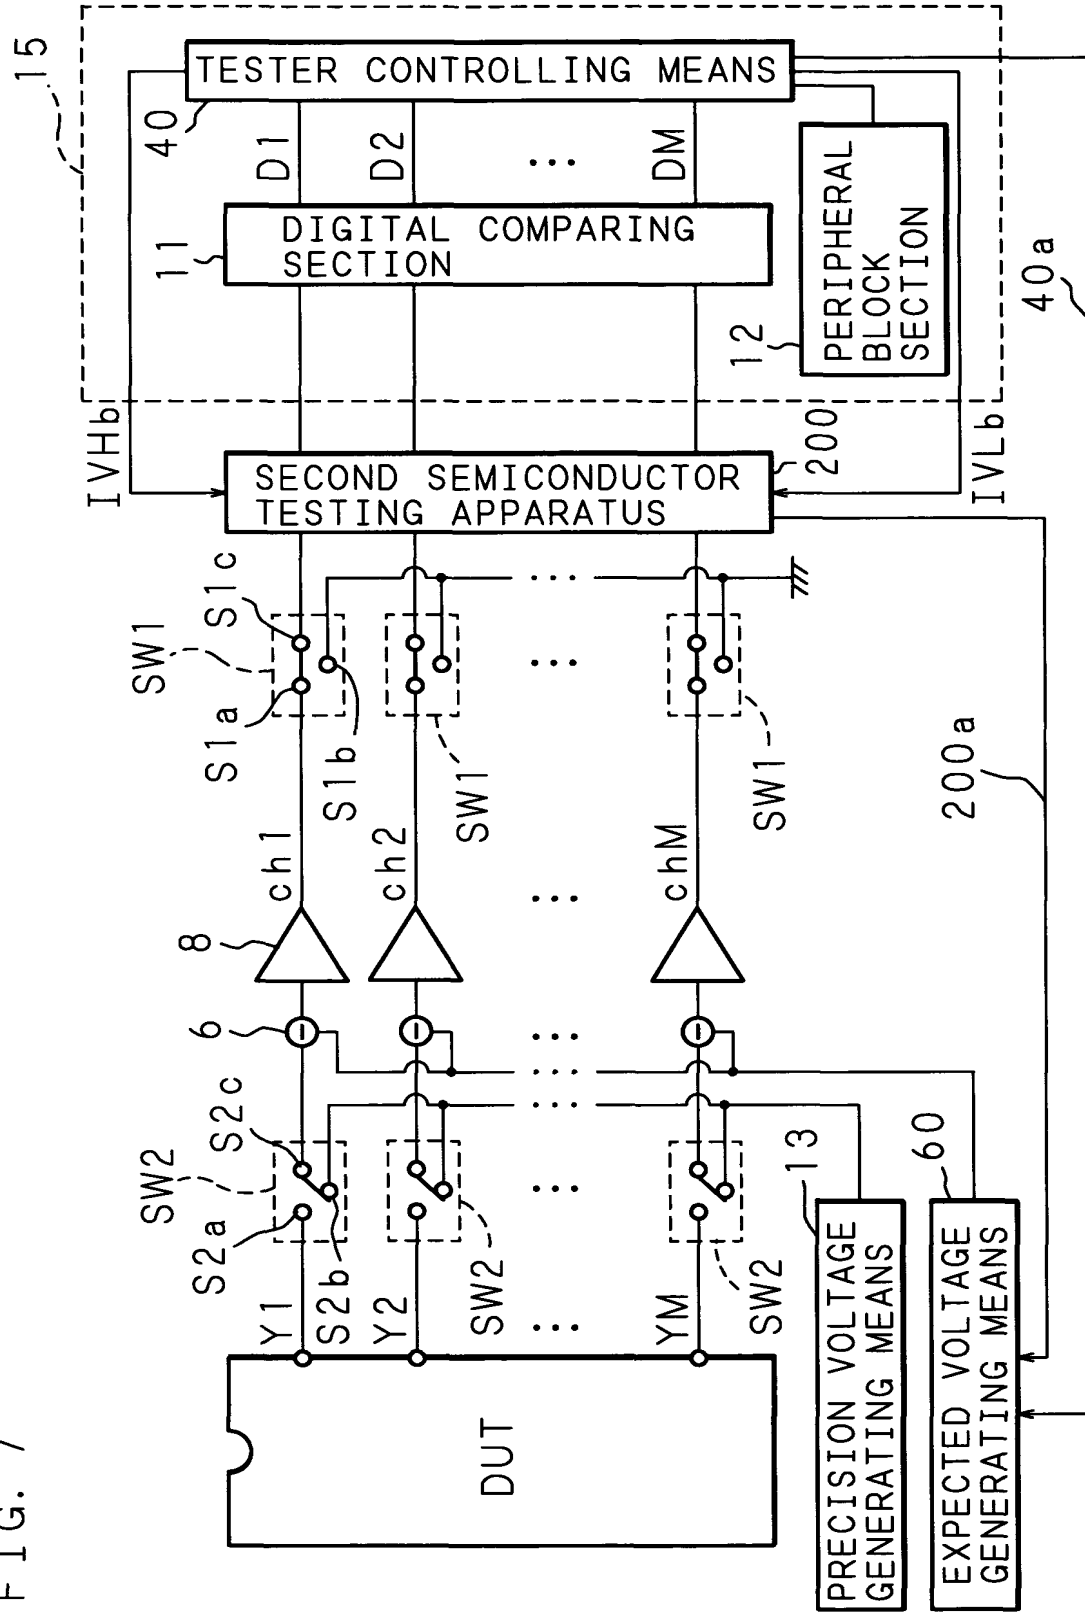 FIG. 7
15
TESTER CONTROLLING MEANS
40
D1
D2
...
DM
DIGITAL COMPARING
SECTION
11
PERIPHERAL
BLOCK
SECTION
12
40a
IVHb
IVLb
SECOND SEMICONDUCTOR
TESTING APPARATUS
200
200a
SW1
S1c
S1a
S1b
SW1
...
SW1
ch1
ch2
...
chM
8
6
...
SW2
S2c
S2a
S2b
SW2
...
SW2
Y1
Y2
...
YM
DUT
13
PRECISION VOLTAGE
GENERATING MEANS
60
EXPECTED VOLTAGE
GENERATING MEANS